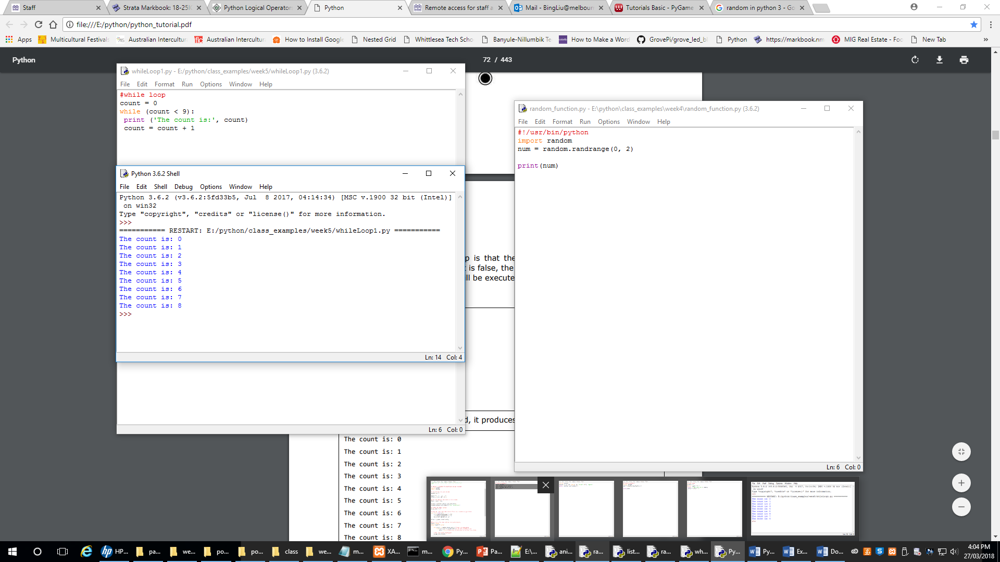 Staff
Strata Markbook: 18-25I
Python Logical Operator
Python
Remote access for staff a
Mail - BingLiu@melbour
Tutorials Basic - PyGame
random in python 3 - Go
file:///E:/python/python_tutorial.pdf
Apps
Multicultural Festivals
Australian Intercultur
Australian Intercultur
How to Install Google
Nested Grid
Whittlesea Tech Scho
Banyule-Nillumbik Te
How to Make a Word
GrovePi/grove_led_bl
Python
https://markbook.nm
MIG Real Estate - Foo
New Tab
»
Python
72 / 443
whileLoop1.py - E:/python/class_examples/week5/whileLoop1.py (3.6.2)
File Edit Format Run Options Window Help
#while loop
count = 0
while (count < 9):
print ('The count is:', count)
count = count + 1
Python 3.6.2 Shell
File Edit Shell Debug Options Window Help
Python 3.6.2 (v3.6.2:5fd33b5, Jul 8 2017, 04:14:34) [MSC v.1900 32 bit (Intel)]
on win32
Type "copyright", "credits" or "license()" for more information.
>>>
=========== RESTART: E:/python/class_examples/week5/whileLoop1.py ===========
The count is: 0
The count is: 1
The count is: 2
The count is: 3
The count is: 4
The count is: 5
The count is: 6
The count is: 7
The count is: 8
>>>
Ln: 14 Col: 4
Ln: 6 Col: 0
random_function.py - E:\python\class_examples\week4\random_function.py (3.6.2)
File Edit Format Run Options Window Help
#!/usr/bin/python
import random
num = random.randrange(0, 2)
print(num)
Ln: 6 Col: 0
p is that the
is false, the
ll be execute
d, it produces
The count is: 0
The count is: 1
The count is: 2
The count is: 3
The count is: 4
The count is: 5
The count is: 6
The count is: 7
The count is: 8
HP...
pa...
we...
po...
po...
class
we...
m...
XA...
m...
Py...
Pa...
E:\...
ani...
ra...
list...
ra...
wh...
Py...
Py...
Ex...
Do...
4:04 PM
27/03/2018